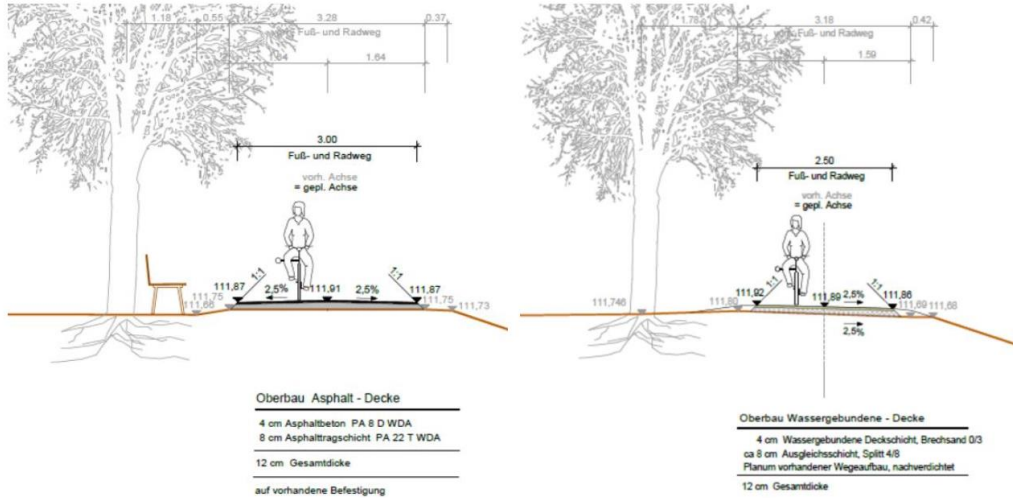 1.18 0.55 3.28 0.37
vorh. Fuß- und Radweg
1.64 1.64
3.00
Fuß- und Radweg
vorh. Achse
= gepl. Achse
1:1 1:1
111,87 2,5% 111,91 2,5% 111,87
111,75 111,75
111,66 111,73
Oberbau Asphalt - Decke
4 cm Asphaltbeton PA 8 D WDA
8 cm Asphalttragschicht PA 22 T WDA
12 cm Gesamtdicke
auf vorhandene Befestigung
1.78 3.18 0.42
vorh. Fuß- und Radweg
1.59
2.50
Fuß- und Radweg
vorh. Achse
= gepl. Achse
1:1 1:1
111,92 111,89 2,5% 111,86
111,746 111,80 111,69 111,68
2,5%
Oberbau Wassergebundene - Decke
4 cm Wassergebundene Deckschicht, Brechsand 0/3
ca 8 cm Ausgleichsschicht, Splitt 4/8
Planum vorhandener Wegeaufbau, nachverdichtet
12 cm Gesamtdicke